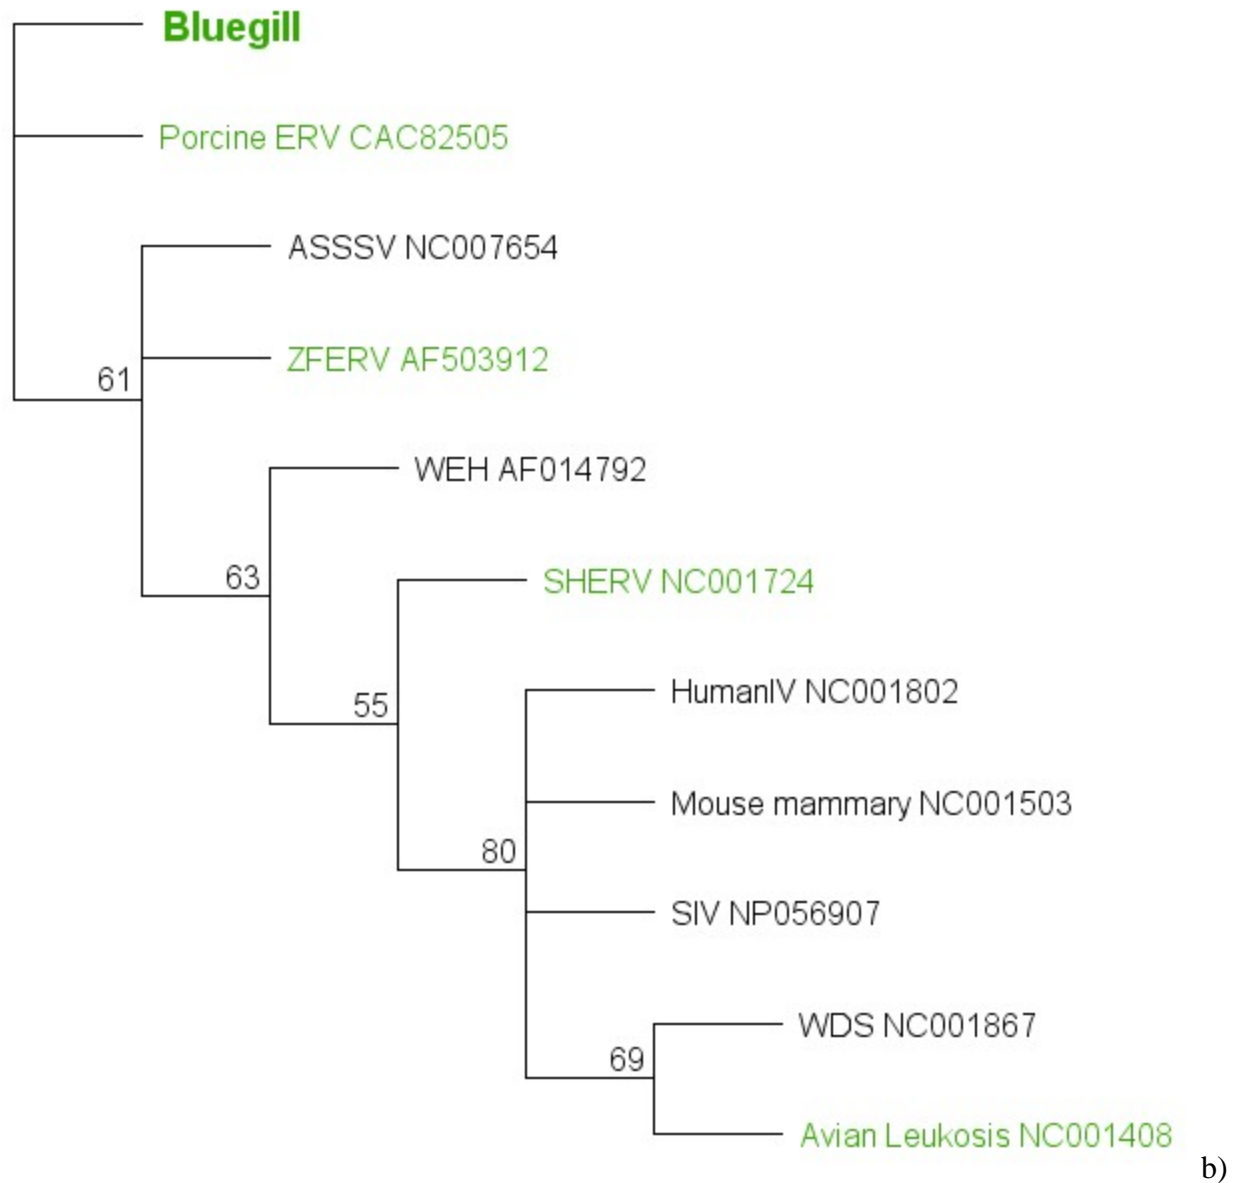 Bluegill
Porcine ERV CAC82505
ASSSV NC007654
ZFERV AF503912
61
WEH AF014792
63
SHERV NC001724
55
HumanIV NC001802
Mouse mammary NC001503
80
SIV NP056907
WDS NC001867
69
Avian Leukosis NC001408
b)